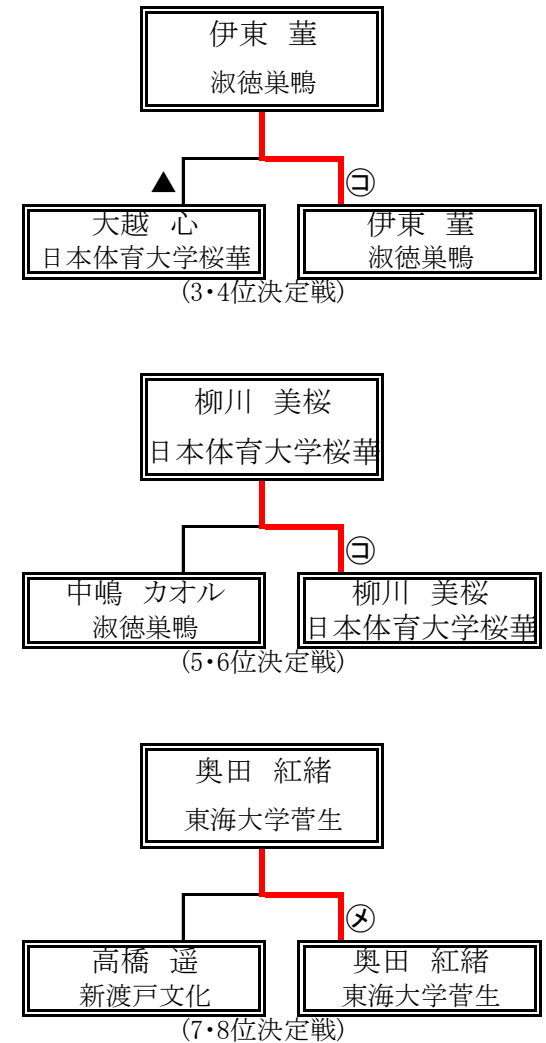 伊東 菫
淑徳巣鴨
▲ ㋙
大越 心 伊東 菫
日本体育大学桜華 淑徳巣鴨
(3・4位決定戦)
柳川 美桜
日本体育大学桜華
㋙
中嶋 カオル 柳川 美桜
淑徳巣鴨 日本体育大学桜華
(5・6位決定戦)
奥田 紅緒
東海大学菅生
㋱
高橋 遥 奥田 紅緒
新渡戸文化 東海大学菅生
(7・8位決定戦)